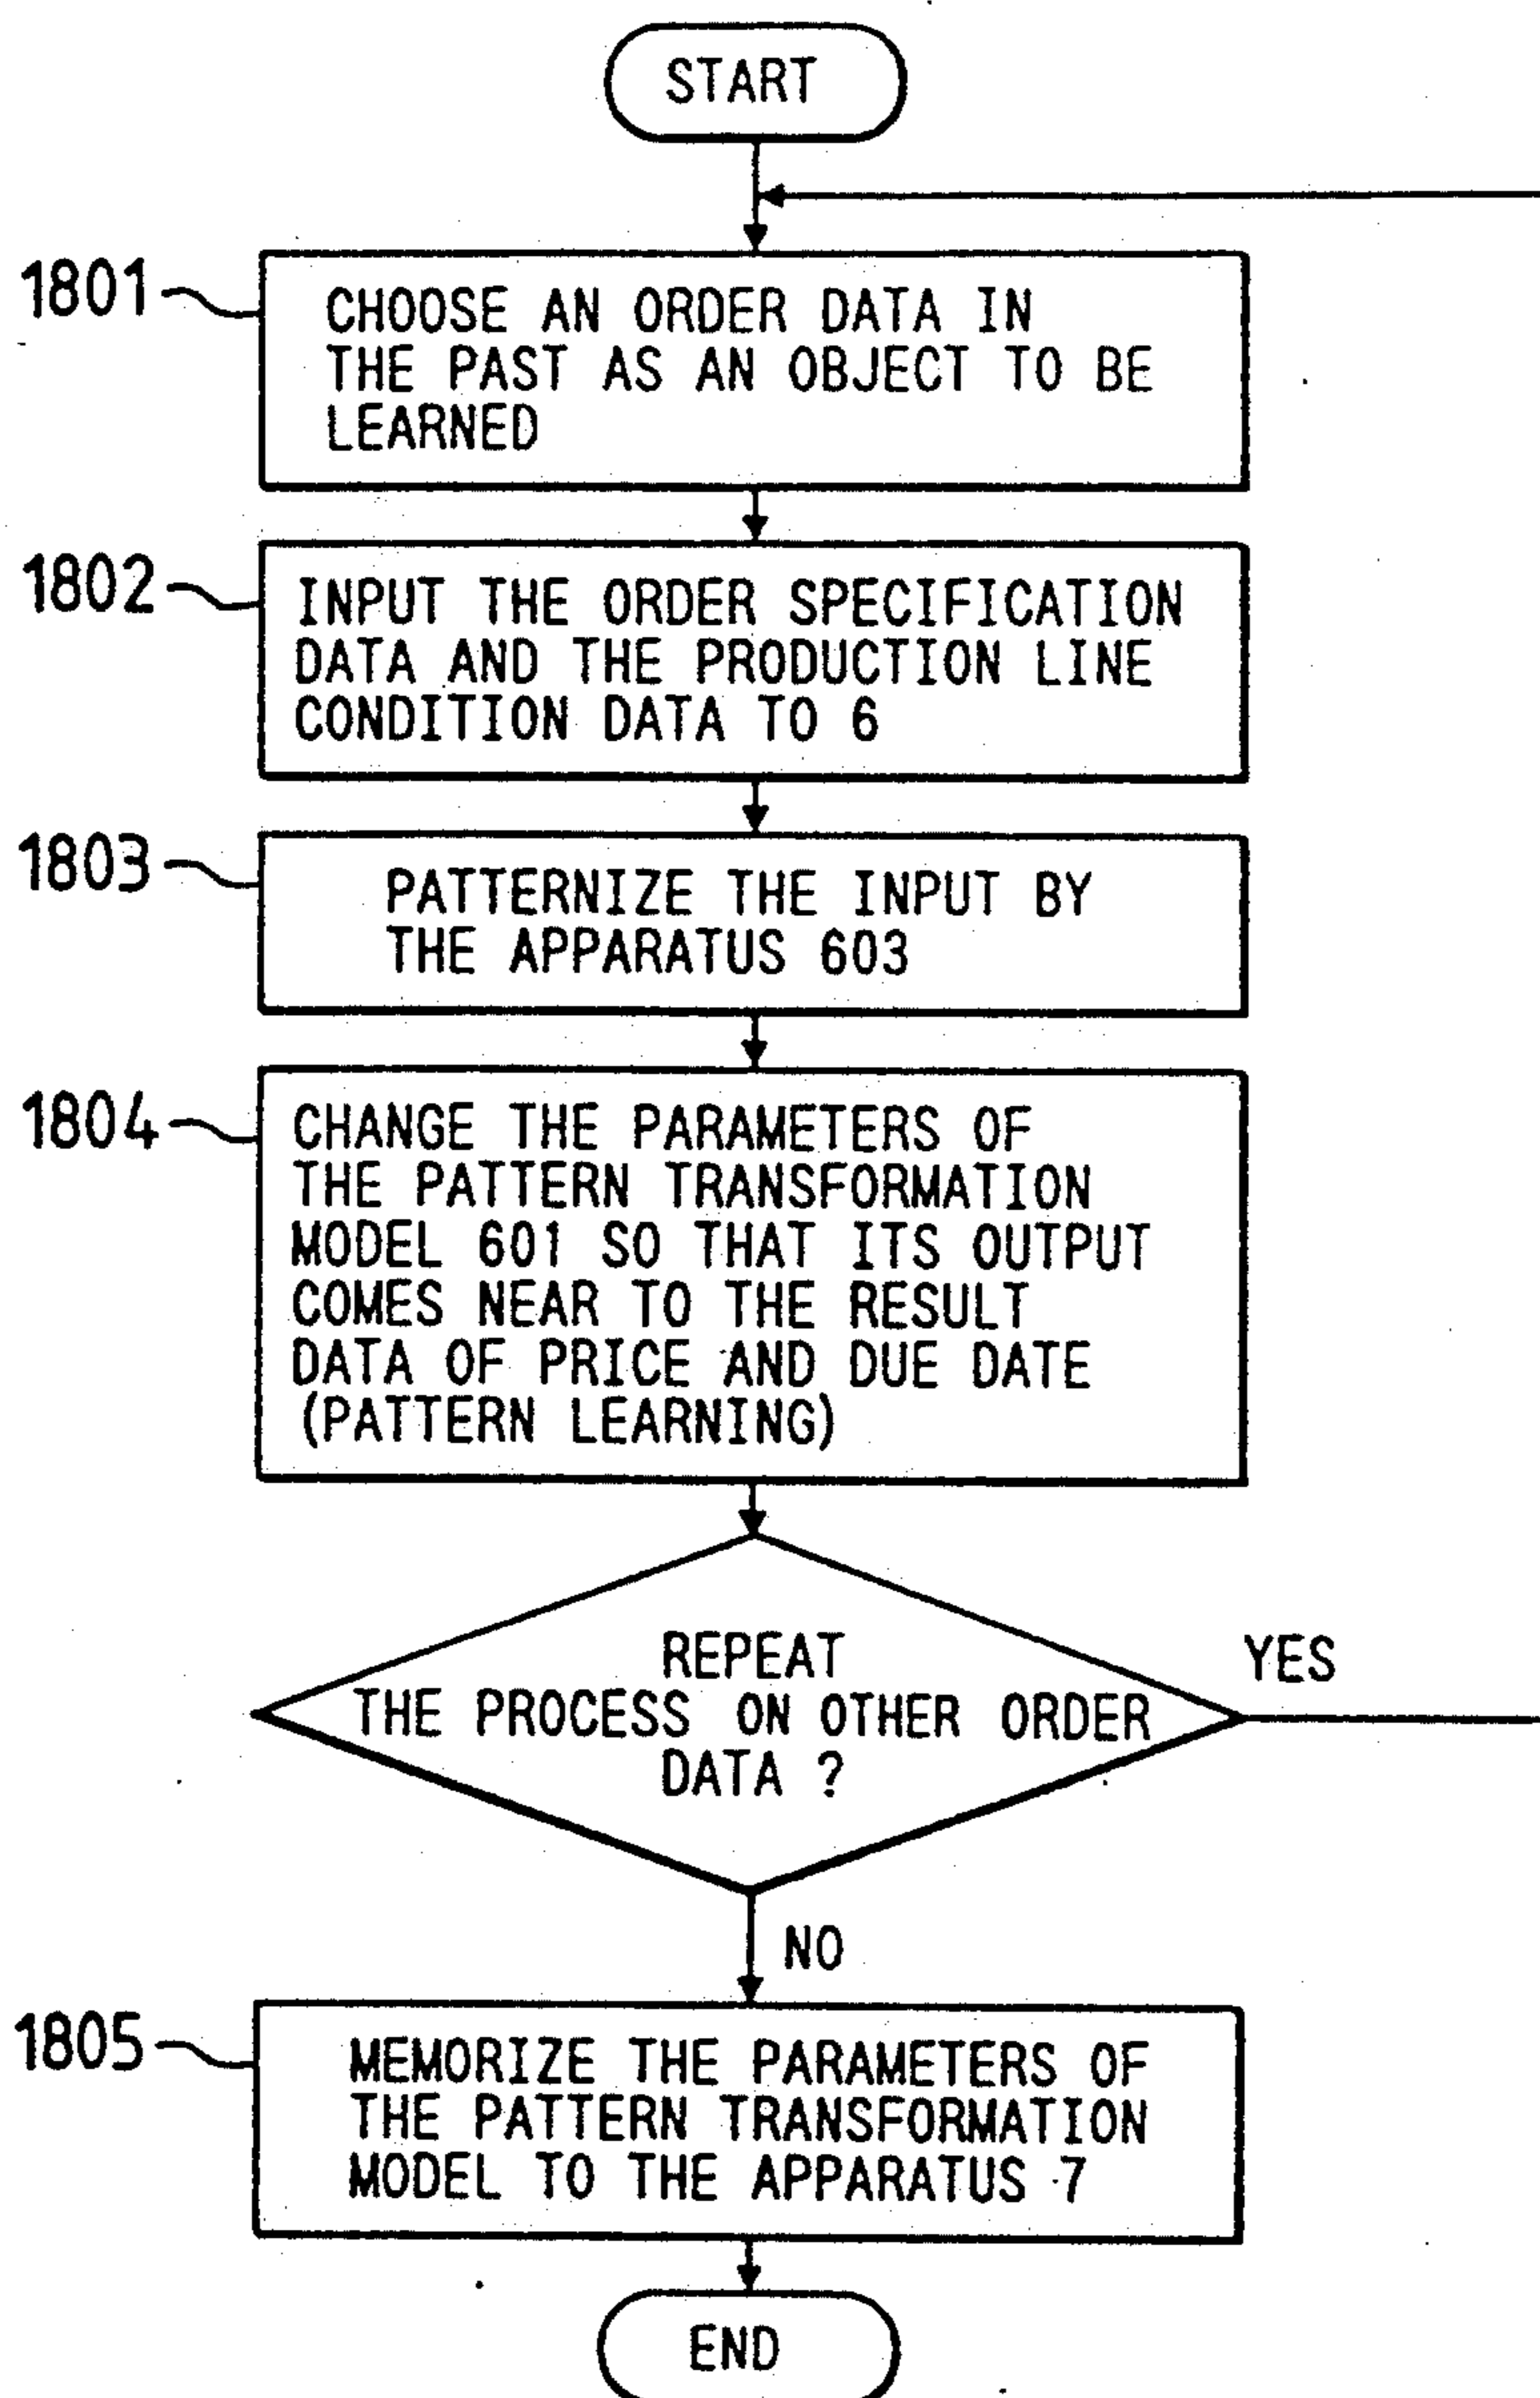 START
1801
CHOOSE AN ORDER DATA IN
THE PAST AS AN OBJECT TO BE
LEARNED
1802
INPUT THE ORDER SPECIFICATION
DATA AND THE PRODUCTION LINE
CONDITION DATA TO 6
1803
PATTERNIZE THE INPUT BY
THE APPARATUS 603
1804
CHANGE THE PARAMETERS OF
THE PATTERN TRANSFORMATION
MODEL 601 SO THAT ITS OUTPUT
COMES NEAR TO THE RESULT
DATA OF PRICE AND DUE DATE
(PATTERN LEARNING)
REPEAT
THE PROCESS ON OTHER ORDER
DATA ?
YES
NO
1805
MEMORIZE THE PARAMETERS OF
THE PATTERN TRANSFORMATION
MODEL TO THE APPARATUS 7
END